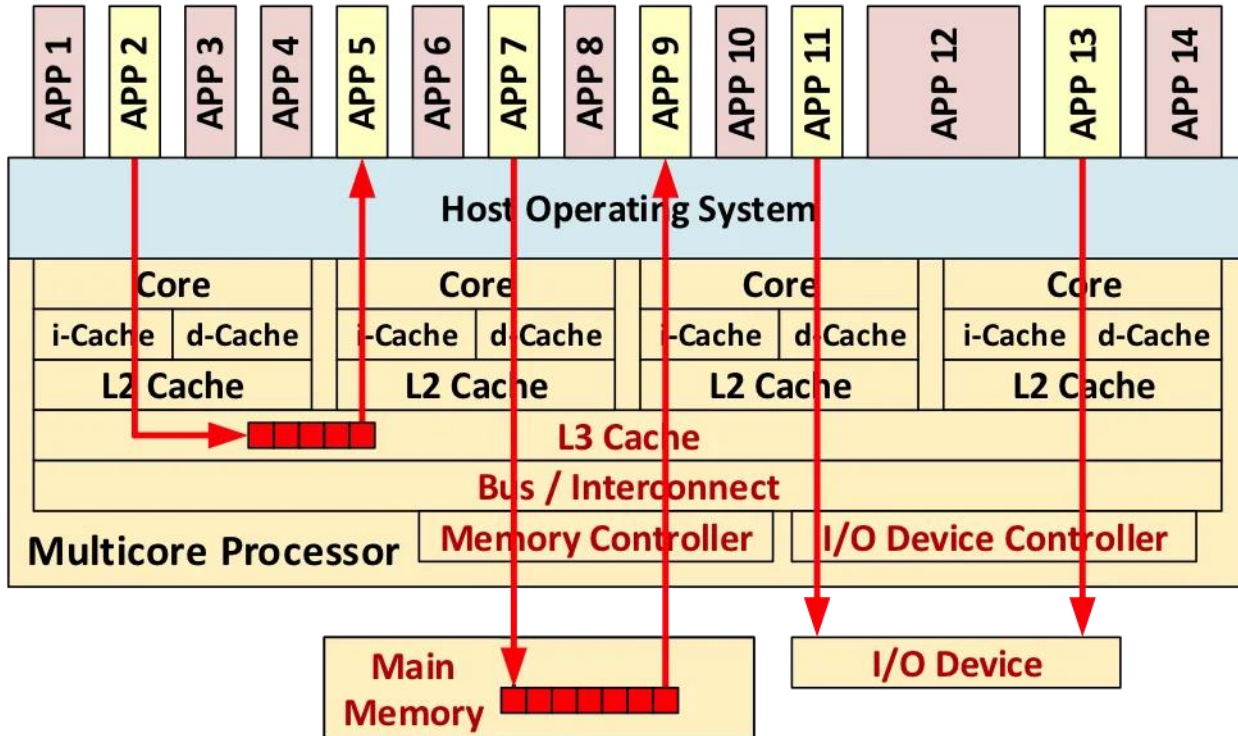 APP 1
APP 2
APP 3
APP 4
APP 5
APP 6
APP 7
APP 8
APP 9
APP 10
APP 11
APP 12
APP 13
APP 14
Host Operating System
Core
Core
Core
Core
i-Cache
d-Cache
i-Cache
d-Cache
i-Cache
d-Cache
i-Cache
d-Cache
L2 Cache
L2 Cache
L2 Cache
L2 Cache
L3 Cache
Bus / Interconnect
Memory Controller
I/O Device Controller
Multicore Processor
Main
Memory
I/O Device